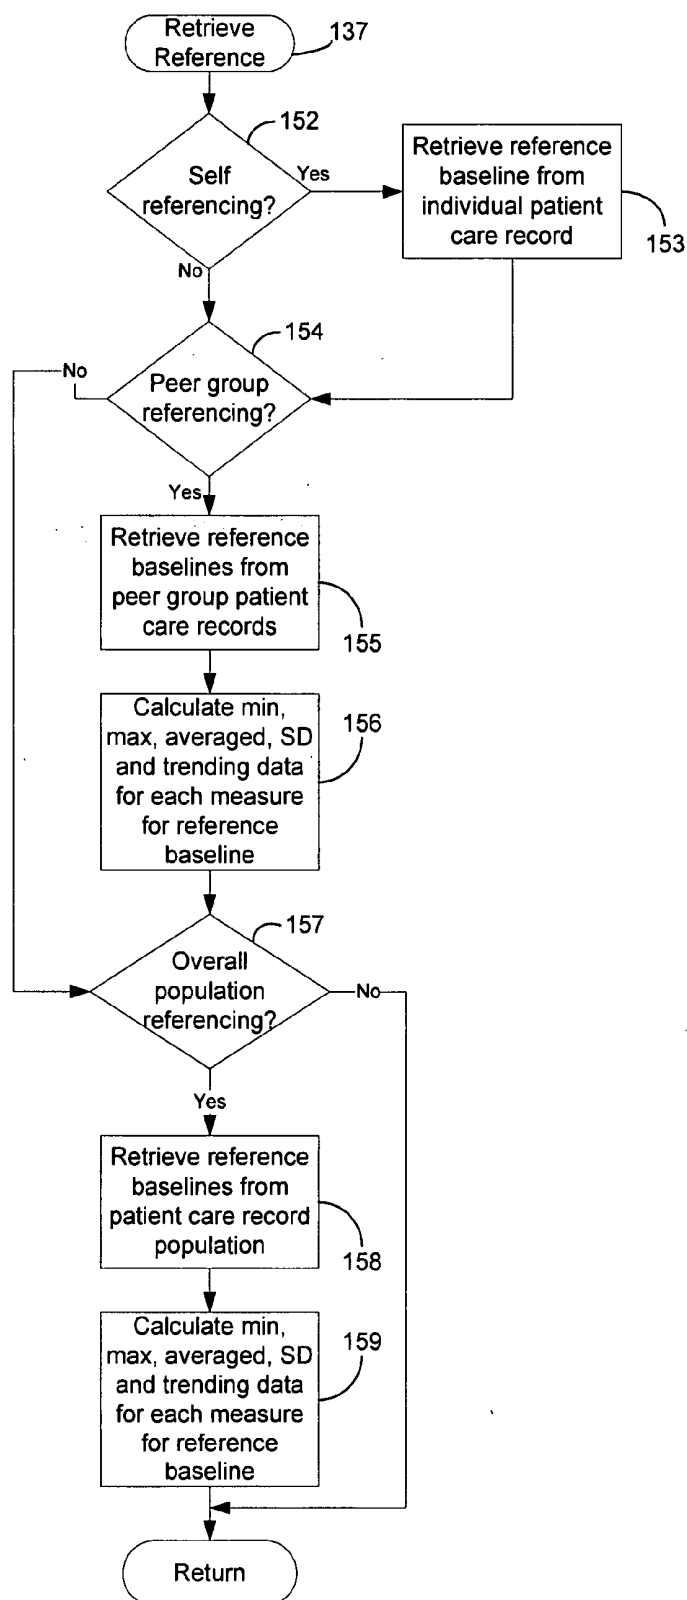 Retrieve
Reference
137
152
Self
referencing?
Yes
No
Retrieve reference
baseline from
individual patient
care record
153
154
Peer group
referencing?
No
Yes
Retrieve reference
baselines from
peer group patient
care records
155
Calculate min,
max, averaged, SD
and trending data
for each measure
for reference
baseline
156
157
Overall
population
referencing?
No
Yes
Retrieve reference
baselines from
patient care record
population
158
Calculate min,
max, averaged, SD
and trending data
for each measure
for reference
baseline
159
Return